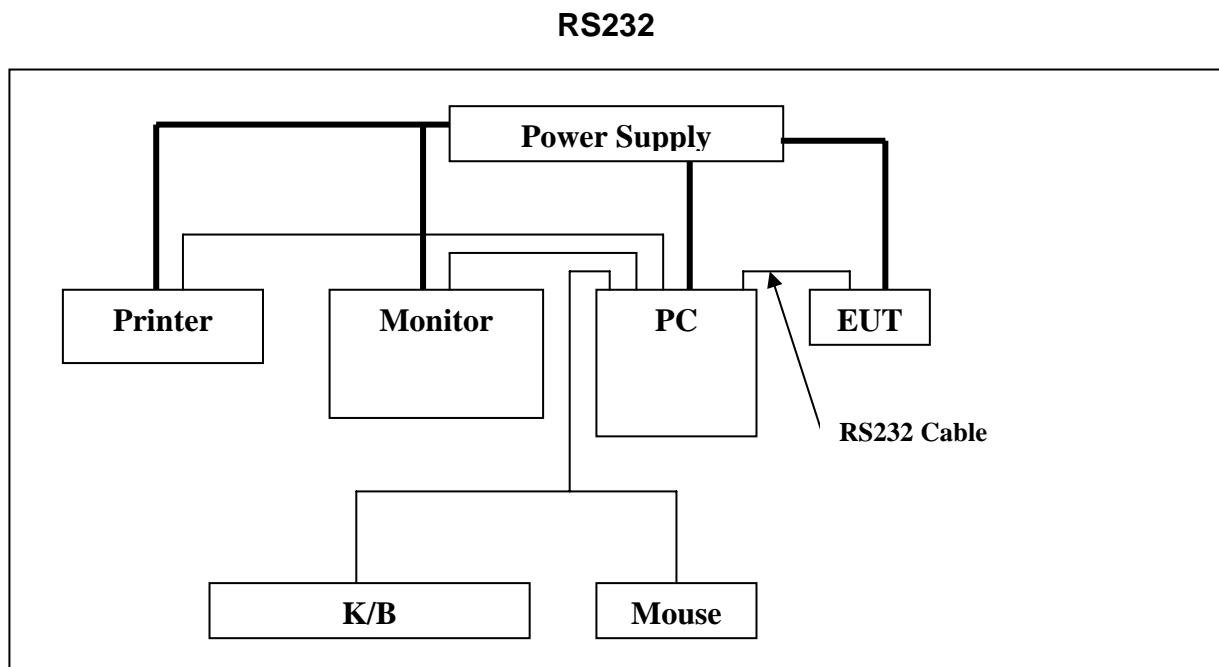 RS232
Power Supply
Printer
Monitor
PC
EUT
RS232 Cable
K/B
Mouse